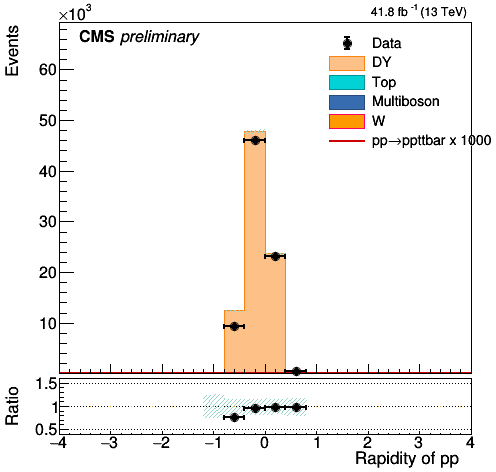 ×10³
41.8 fb⁻¹ (13 TeV)
Events
CMS preliminary
Data
DY
Top
Multiboson
W
pp→ppttbar x 1000
60
50
40
30
20
10
Ratio
1.5
1
0.5
−4 −3 −2 −1 0 1 2 3 4
Rapidity of pp